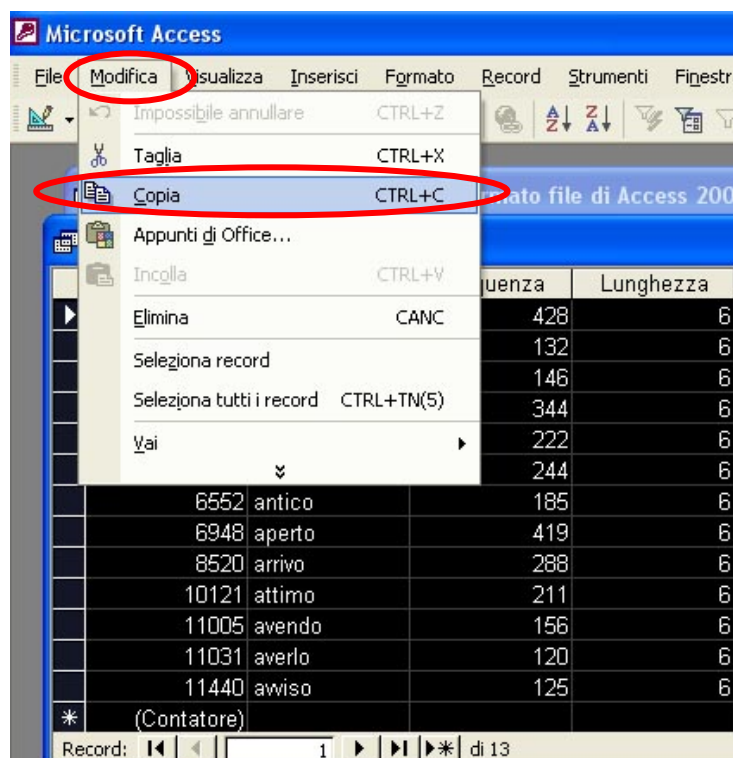 Microsoft Access
File Modifica Visualizza Inserisci Formato Record Strumenti Finestr
Impossibile annullare CTRL+Z
Taglia CTRL+X
Copia CTRL+C
rmato file di Access 200
Appunti di Office...
Incolla CTRL+V
quenza Lunghezza
Elimina CANC
428 6
132 6
Seleziona record
146 6
Seleziona tutti i record CTRL+TN(5)
344 6
Vai
222 6
244 6
6552 antico 185 6
6948 aperto 419 6
8520 arrivo 288 6
10121 attimo 211 6
11005 avendo 156 6
11031 averlo 120 6
11440 avviso 125 6
(Contatore)
Record: 1 di 13